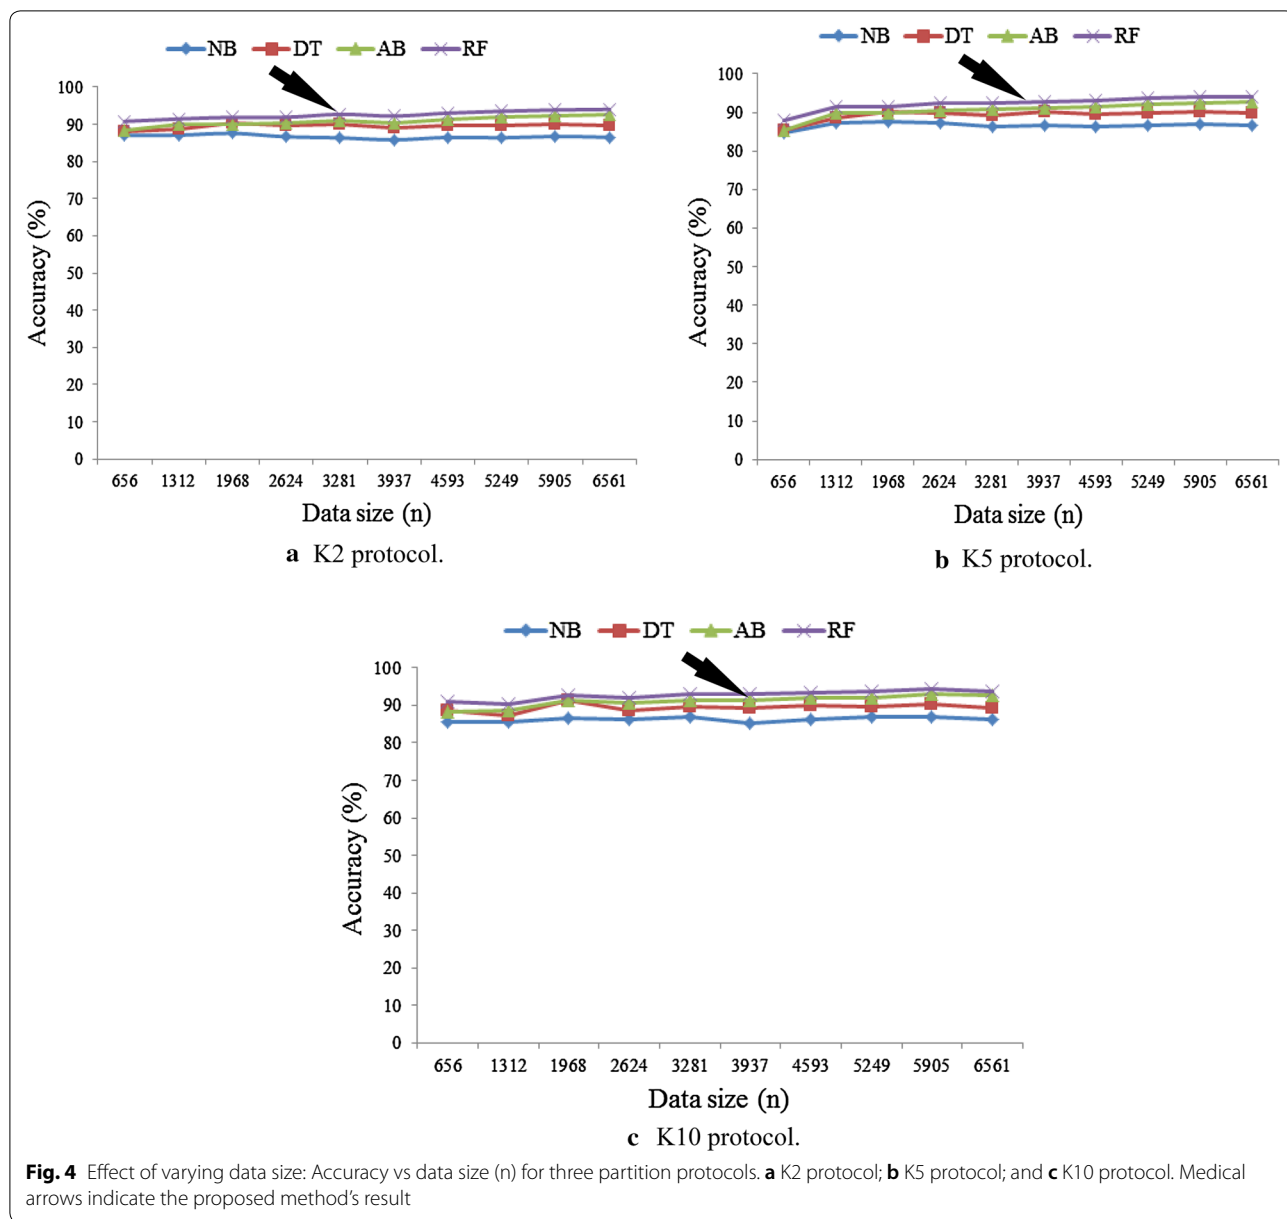 NB DT AB RF
100
90
80
70
60
50
40
30
20
10
0
Accuracy (%)
656 1312 1968 2624 3281 3937 4593 5249 5905 6561
Data size (n)
a K2 protocol.
NB DT AB RF
100
90
80
70
60
50
40
30
20
10
0
Accuracy (%)
656 1312 1968 2624 3281 3937 4593 5249 5905 6561
Data size (n)
b K5 protocol.
NB DT AB RF
100
90
80
70
60
50
40
30
20
10
0
Accuracy (%)
656 1312 1968 2624 3281 3937 4593 5249 5905 6561
Data size (n)
c K10 protocol.
Fig. 4 Effect of varying data size: Accuracy vs data size (n) for three partition protocols. a K2 protocol; b K5 protocol; and c K10 protocol. Medical
arrows indicate the proposed method’s result